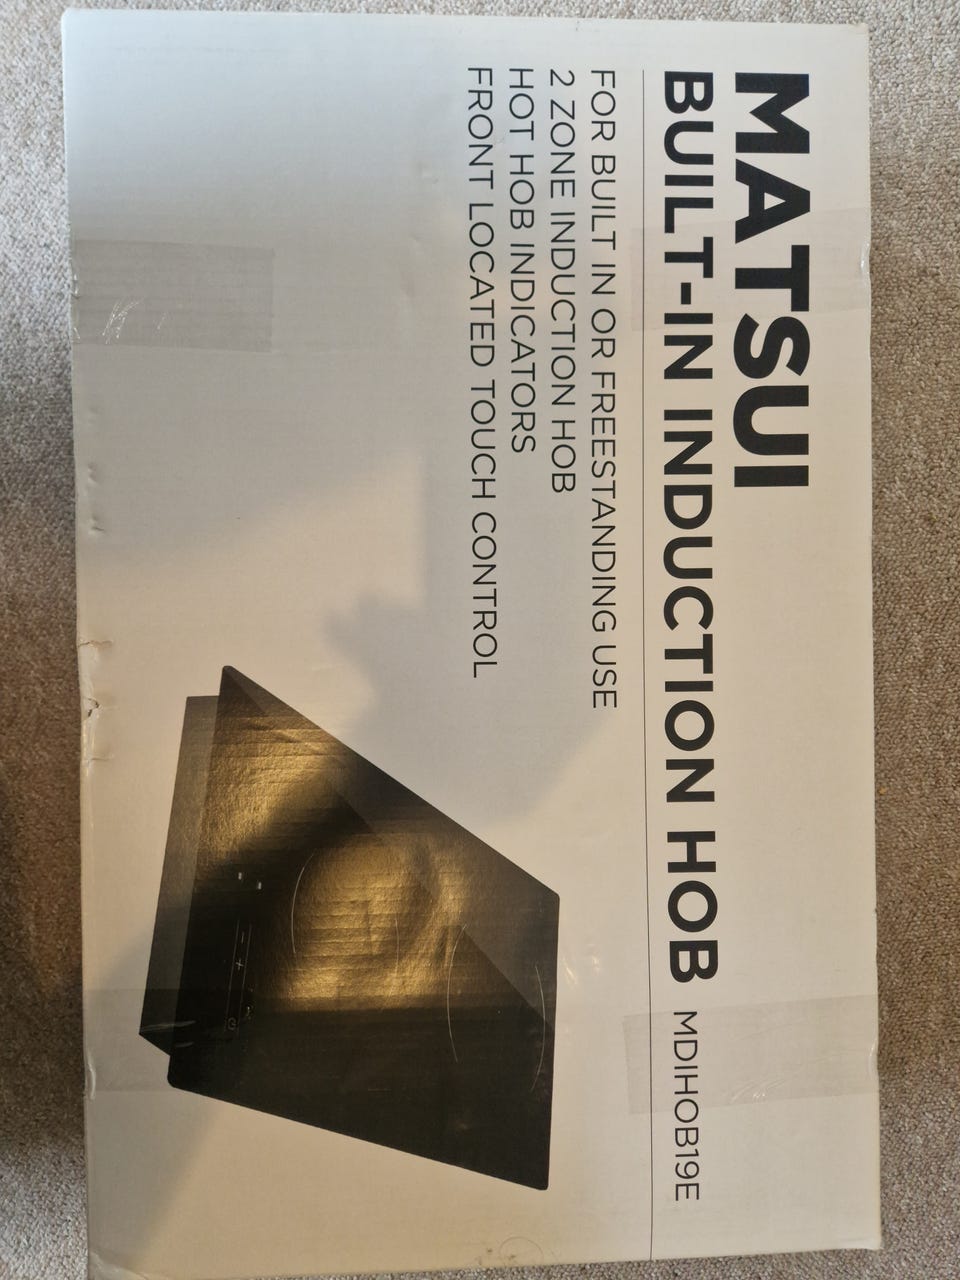 MATSUI
BUILT-IN INDUCTION HOB MDIHOB19E
FOR BUILT IN OR FREESTANDING USE
2 ZONE INDUCTION HOB
HOT HOB INDICATORS
FRONT LOCATED TOUCH CONTROL